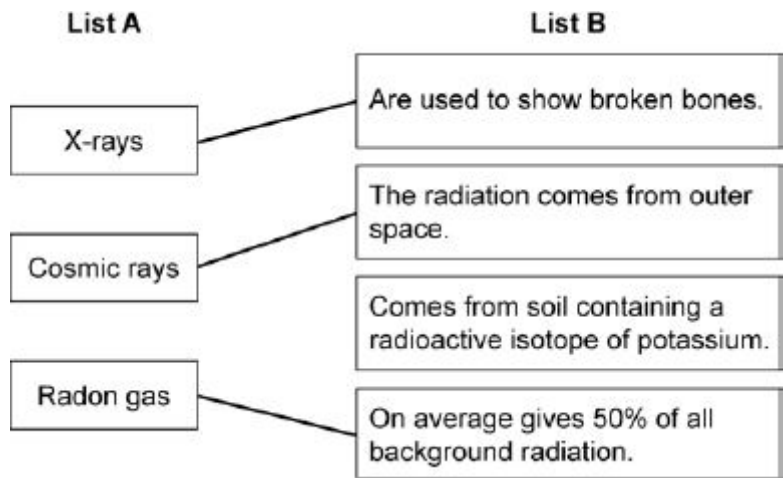 List A
List B
X-rays
Cosmic rays
Radon gas
Are used to show broken bones.
The radiation comes from outer
space.
Comes from soil containing a
radioactive isotope of potassium.
On average gives 50% of all
background radiation.